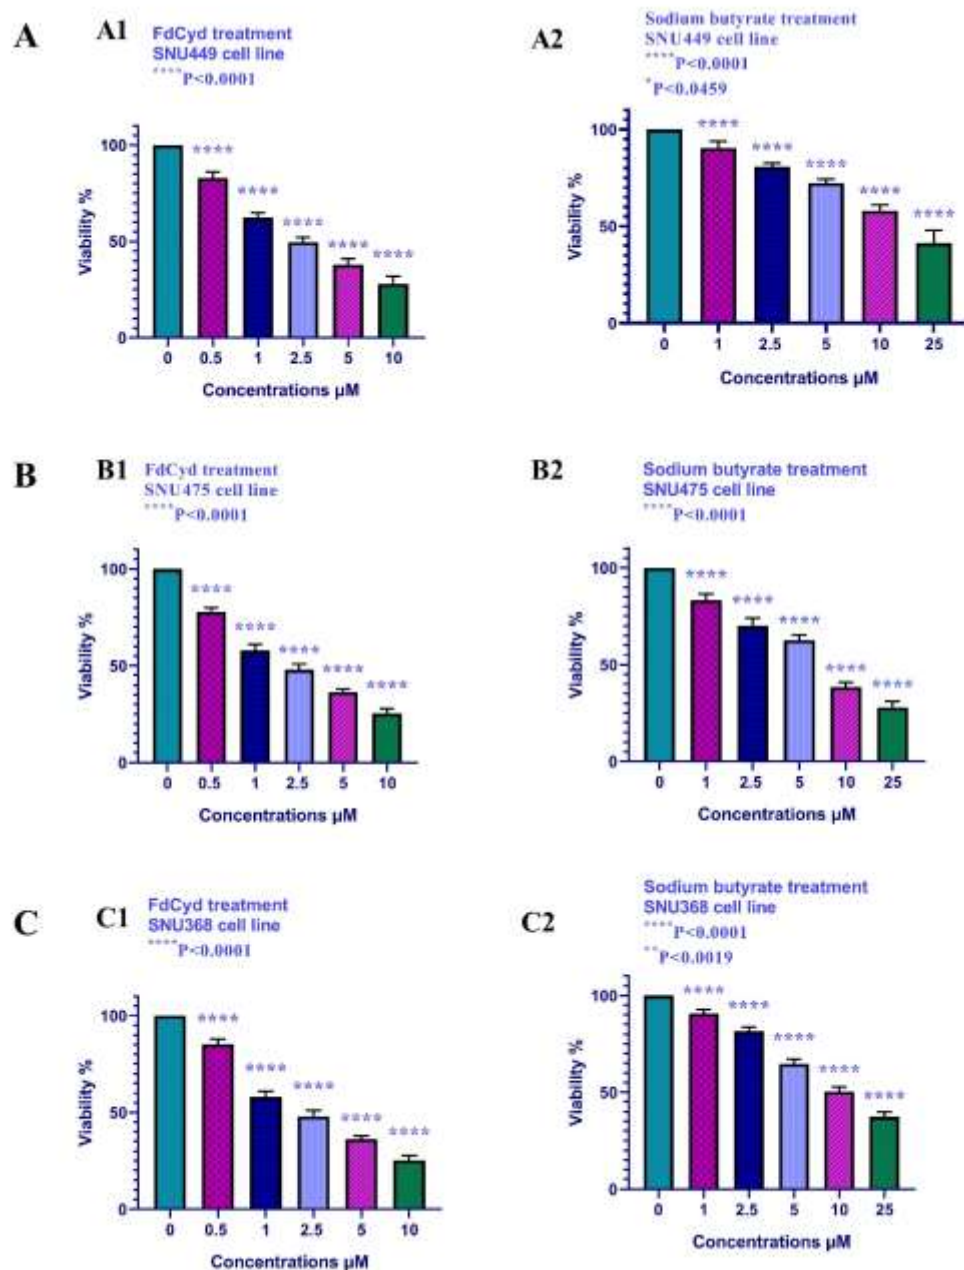 A
A1
FdCyd treatment
SNU449 cell line
****P<0.0001
100
50
0
Viability %
****
****
****
****
****
0 0.5 1 2.5 5 10
Concentrations µM
A2
Sodium butyrate treatment
SNU449 cell line
****P<0.0001
*P<0.0459
100
50
0
Viability %
****
****
****
****
****
0 1 2.5 5 10 25
Concentrations µM
B
B1
FdCyd treatment
SNU475 cell line
****P<0.0001
100
50
0
Viability %
****
****
****
****
****
0 0.5 1 2.5 5 10
Concentrations µM
B2
Sodium butyrate treatment
SNU475 cell line
****P<0.0001
100
50
0
Viability %
****
****
****
****
****
0 1 2.5 5 10 25
Concentrations µM
C
C1
FdCyd treatment
SNU368 cell line
****P<0.0001
100
50
0
Viability %
****
****
****
****
****
0 0.5 1 2.5 5 10
Concentrations µM
C2
Sodium butyrate treatment
SNU368 cell line
****P<0.0001
**P<0.0019
100
50
0
Viability %
****
****
****
****
****
0 1 2.5 5 10 25
Concentrations µM